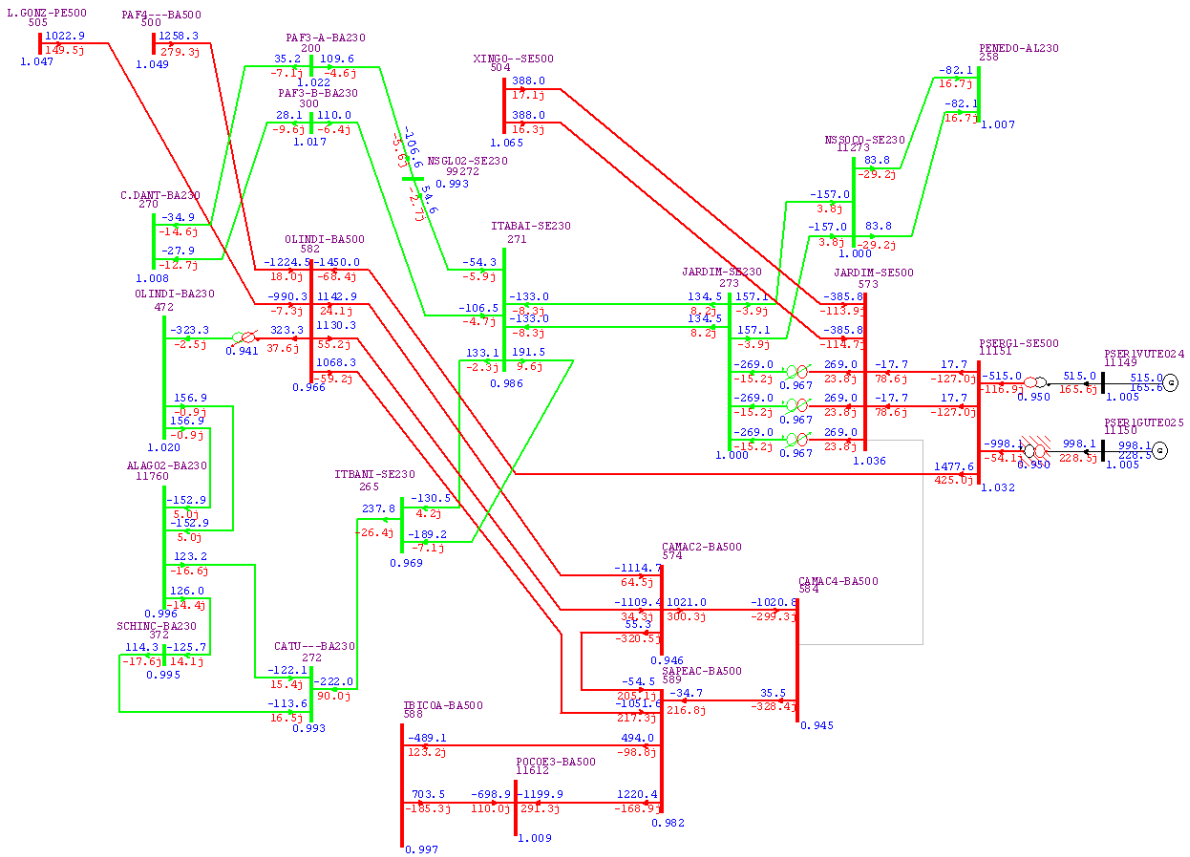 L.GONZ-PE500
505
1022.9
149.5j
1.047
PAF4---BA500
500
1258.3
279.3j
1.049
PAF3-A-BA230
200
35.2
109.6
-7.1j
-4.6j
1.022
PAF3-B-BA230
300
28.1
110.0
-9.6j
-6.4j
1.017
-106.6
-5.6j
NSGLO2-SE230
99272
0.993
54.6
-2.7j
XINGO--SE500
504
388.0
17.1j
388.0
16.3j
1.065
PENEDO-AL230
258
-82.1
16.7j
-82.1
16.7j
1.007
NSSOCO-SE230
11273
83.8
-29.2j
-157.0
3.8j
-157.0
3.8j
83.8
-29.2j
1.000
C.DANT-BA230
270
-34.9
-14.6j
-27.9
-12.7j
1.008
OLINDI-BA500
582
-1224.5
-1450.0
18.0j
-68.4j
-990.3
1142.9
-7.3j
24.1j
323.3
1130.3
37.6j
55.2j
1068.3
-59.2j
0.966
OLINDI-BA230
472
-323.3
-2.5j
0.941
156.9
-0.9j
156.9
-0.9j
1.020
ITABAI-SE230
271
-54.3
-5.9j
-106.5
-4.7j
-133.0
-8.3j
-133.0
-8.3j
133.1
191.5
-2.3j
9.6j
0.986
JARDIM-SE230
273
134.5
157.1
8.2j
-3.9j
134.5
157.1
8.2j
-3.9j
-269.0
-15.2j
0.967
-269.0
-15.2j
0.967
-269.0
-15.2j
0.967
1.000
JARDIM-SE500
573
-385.8
-113.9j
-385.8
-114.7j
269.0
-17.7
23.8j
78.6j
269.0
-17.7
23.8j
78.6j
269.0
23.8j
1.036
PSERG1-SE500
11151
17.7
-515.0
-127.0j
-116.9j
17.7
-127.0j
-998.1
-54.1j
1477.6
425.0j
1.032
0.950
0.950
PSER1VUTE024
11149
515.0
515.0
165.6j
165.6
1.005
PSER1GUTE025
11150
998.1
998.1
228.5j
228.5
1.005
ALAGO2-BA230
11760
-152.9
5.0j
-152.9
5.0j
123.2
-16.6j
126.0
-14.4j
0.996
ITBANI-SE230
265
237.8
-130.5
-26.4j
4.2j
-189.2
-7.1j
0.969
SCHINC-BA230
372
114.3
-125.7
-17.6j
14.1j
0.995
CATU---BA230
272
-122.1
15.4j
-222.0
90.0j
-113.6
16.5j
0.993
CAMAC2-BA500
574
-1114.7
64.5j
-1109.4
1021.0
34.3j
300.3j
55.3
-320.5j
0.946
CAMAC4-BA500
584
-1020.8
-299.3j
35.5
-328.4j
0.945
SAPEAC-BA500
589
-54.5
205.1j
-1051.6
-34.7
217.3j
216.8j
494.0
-98.8j
1220.4
-168.9j
0.982
IBICOA-BA500
588
-489.1
123.2j
703.5
-185.3j
0.997
POCOE3-BA500
11612
-698.9
-1199.9
110.0j
291.3j
1.009